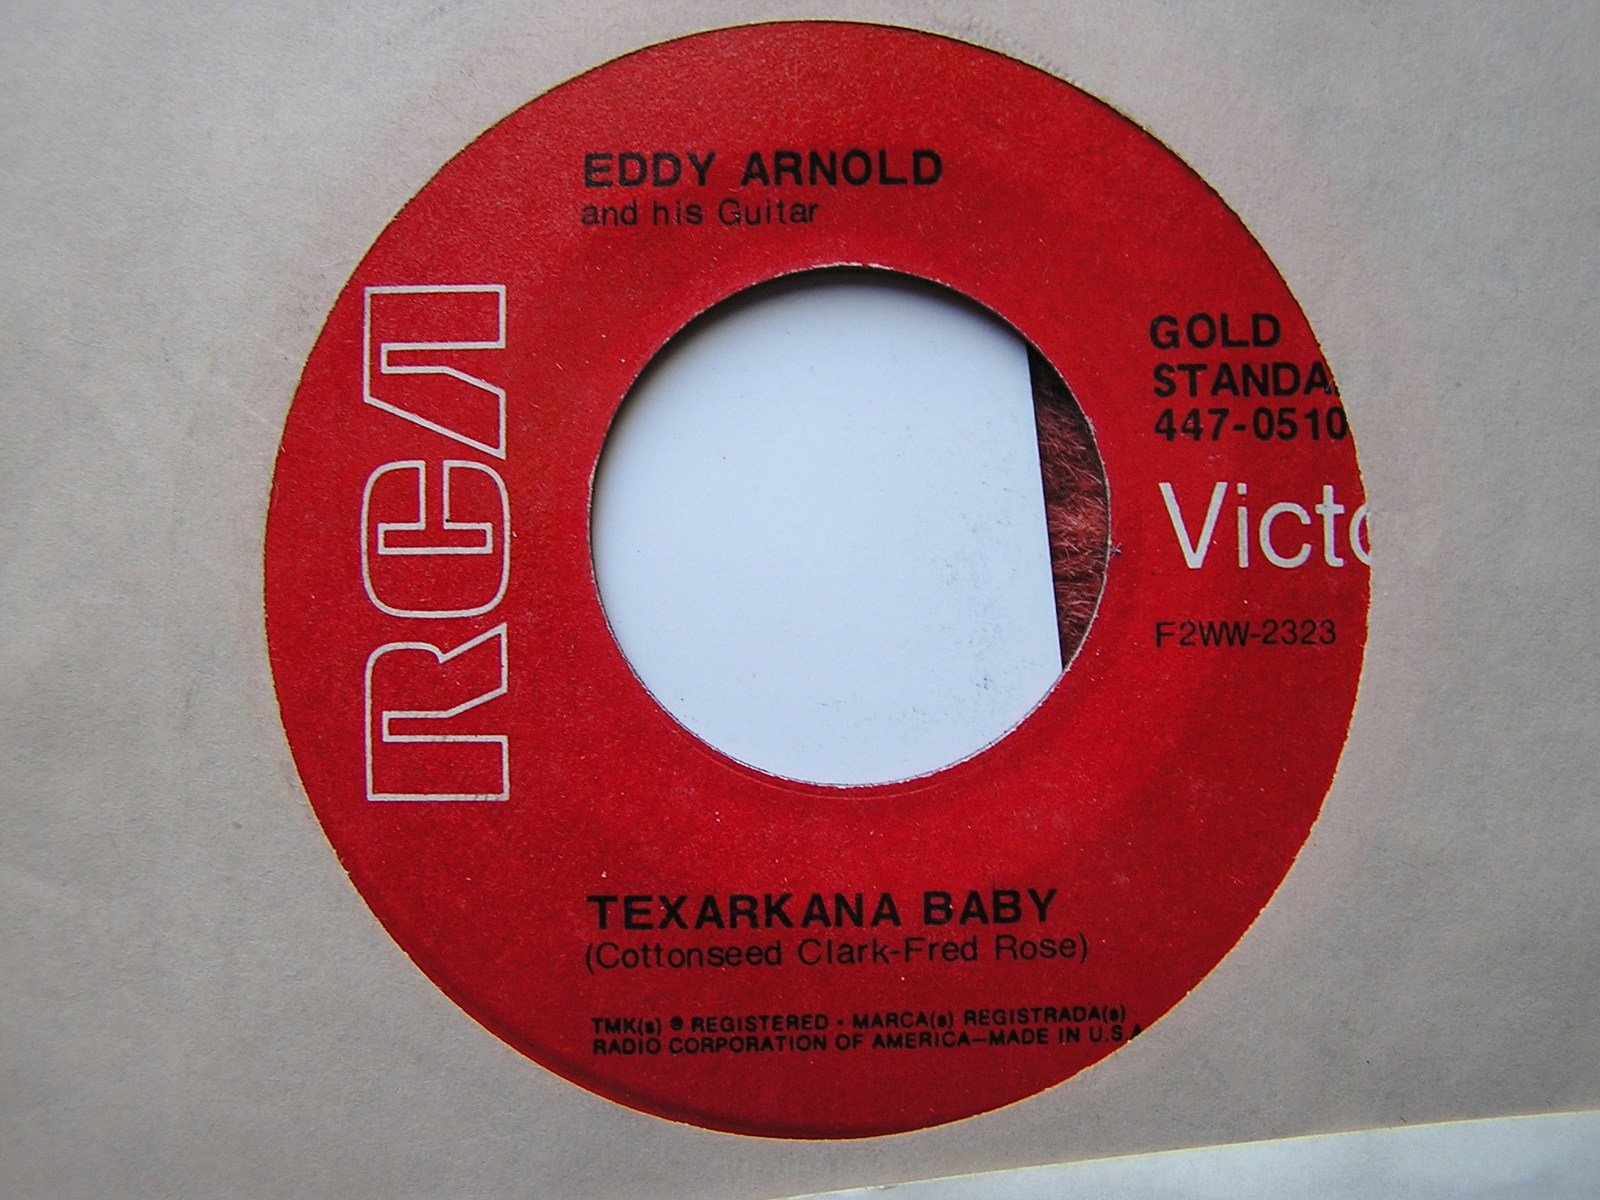 EDDY ARNOLD
and his Guitar
RCA
GOLD
STANDA
447-0510
Victo
F2WW-2323
TEXARKANA BABY
(Cottonseed Clark-Fred Rose)
TMK(s) ® REGISTERED • MARCA(s) REGISTRADA(s)
RADIO CORPORATION OF AMERICA—MADE IN U.S.A